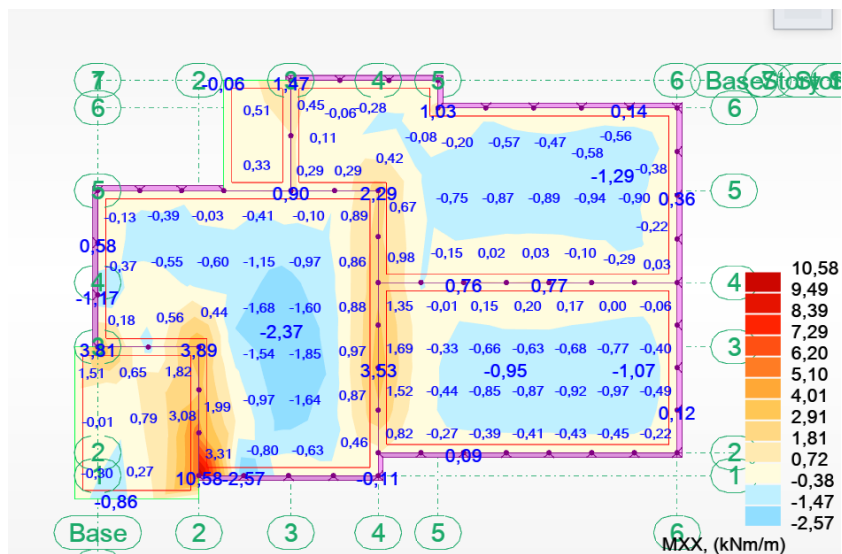 7 2 3 4 5 6 Base
-0,06 1,47
6 0,51 0,45 -0,06 -0,28 1,03 0,14 6
0,11 -0,08 -0,20 -0,57 -0,47 -0,56
-0,58
0,33 0,29 0,29 0,42 -1,29 -0,38
5 0,90 2,29 -0,75 -0,87 -0,89 -0,94 -0,90 0,36 5
-0,13 -0,39 -0,03 -0,41 -0,10 0,89 0,67 -0,22
0,58 0,98 -0,15 0,02 0,03 -0,10 -0,29 0,03
-0,37 -0,55 -0,60 -1,15 -0,97 0,86
4 0,76 0,77 4
-1,17 10,58
0,18 0,56 0,44 -1,68 -1,60 0,88 1,35 -0,01 0,15 0,20 0,17 0,00 -0,06 9,49
-2,37 8,39
3,81 3,89 -1,54 -1,85 0,97 1,69 -0,33 -0,66 -0,63 -0,68 -0,77 -0,40 3 7,29
1,51 0,65 1,82 3,53 -0,95 -1,07 6,20
1,99 -0,97 -1,64 0,87 1,52 -0,44 -0,85 -0,87 -0,92 -0,97 -0,49 5,10
-0,01 0,79 3,08 0,12 4,01
0,46 0,82 -0,27 -0,39 -0,41 -0,43 -0,45 -0,22 2,91
2 3,31 -0,80 -0,63 0,09 2 1,81
1 -0,30 0,27 10,58 -2,57 -0,11 1 0,72
-0,86 -0,38
-1,47
Base 2 3 4 5 6 -2,57
MXX, (kNm/m)